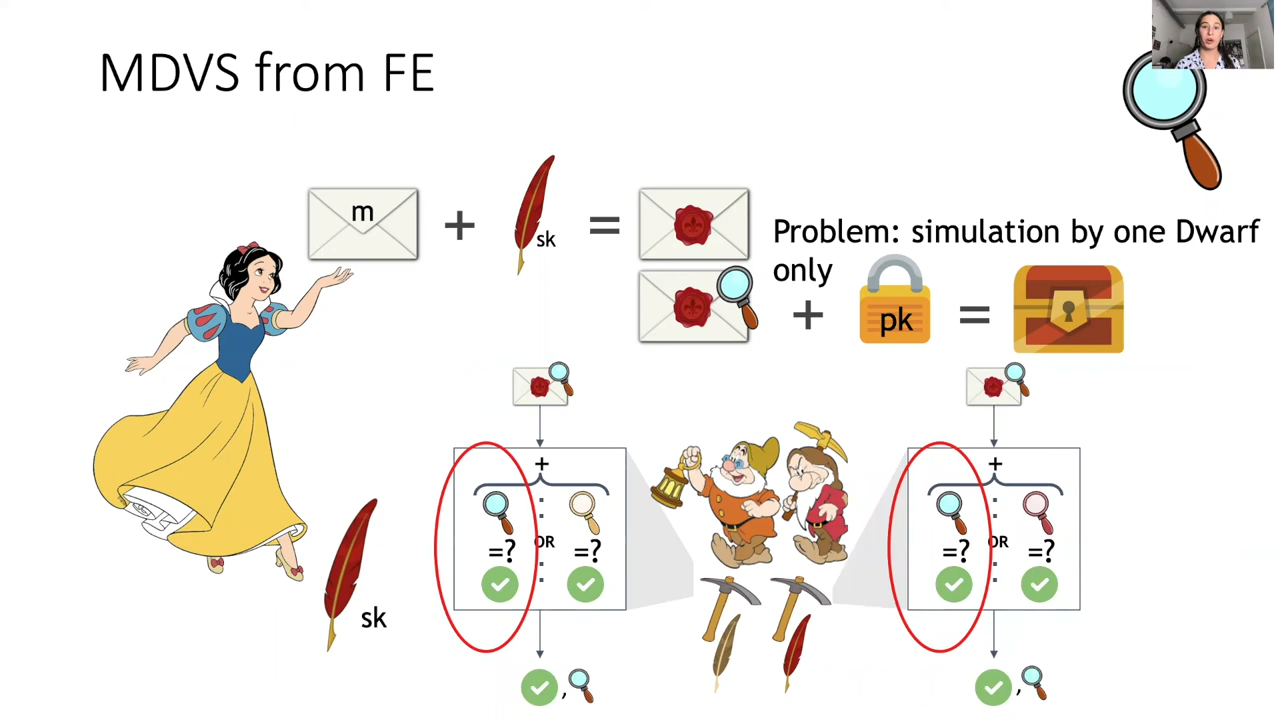 MDVS from FE
m
+
sk
=
Problem: simulation by one Dwarf
only
+
pk
=
+
=?
OR
=?
+
=?
OR
=?
sk
,
,